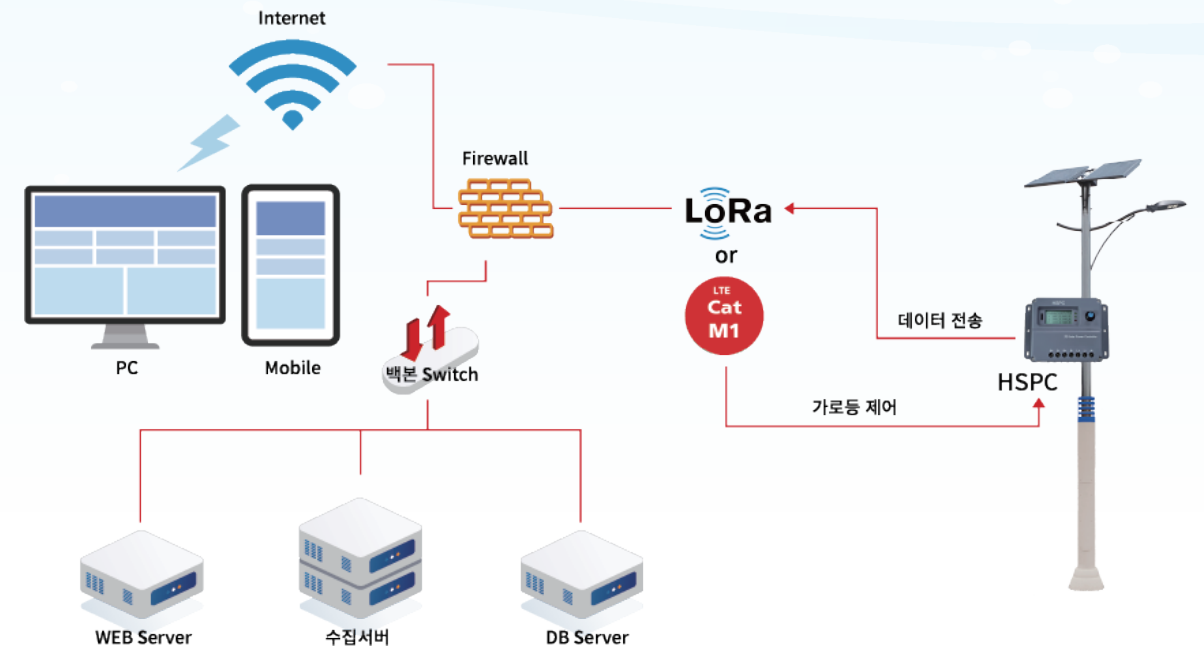 Internet
Firewall
LoRa
or
LTE
Cat
M1
데이터 전송
HSPC
가로등 제어
PC
Mobile
백본 Switch
WEB Server
수집서버
DB Server